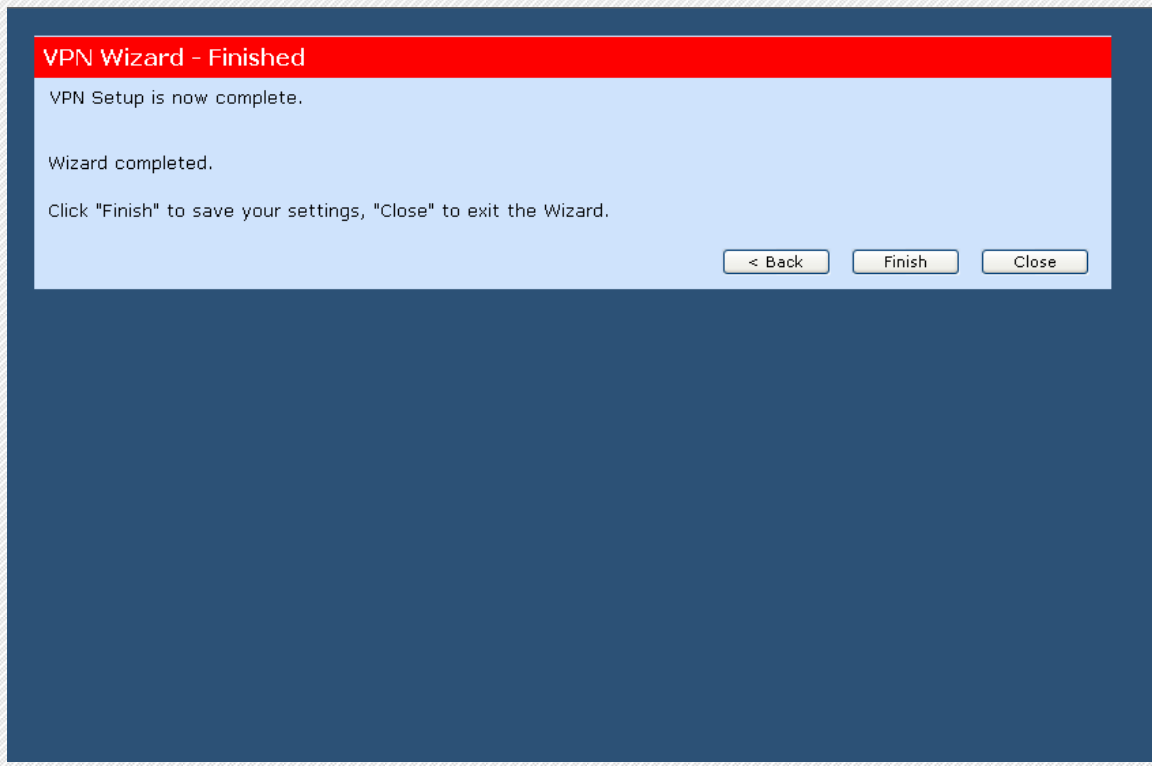 VPN Wizard - Finished
VPN Setup is now complete.
Wizard completed.
Click "Finish" to save your settings, "Close" to exit the Wizard.
< Back Finish Close